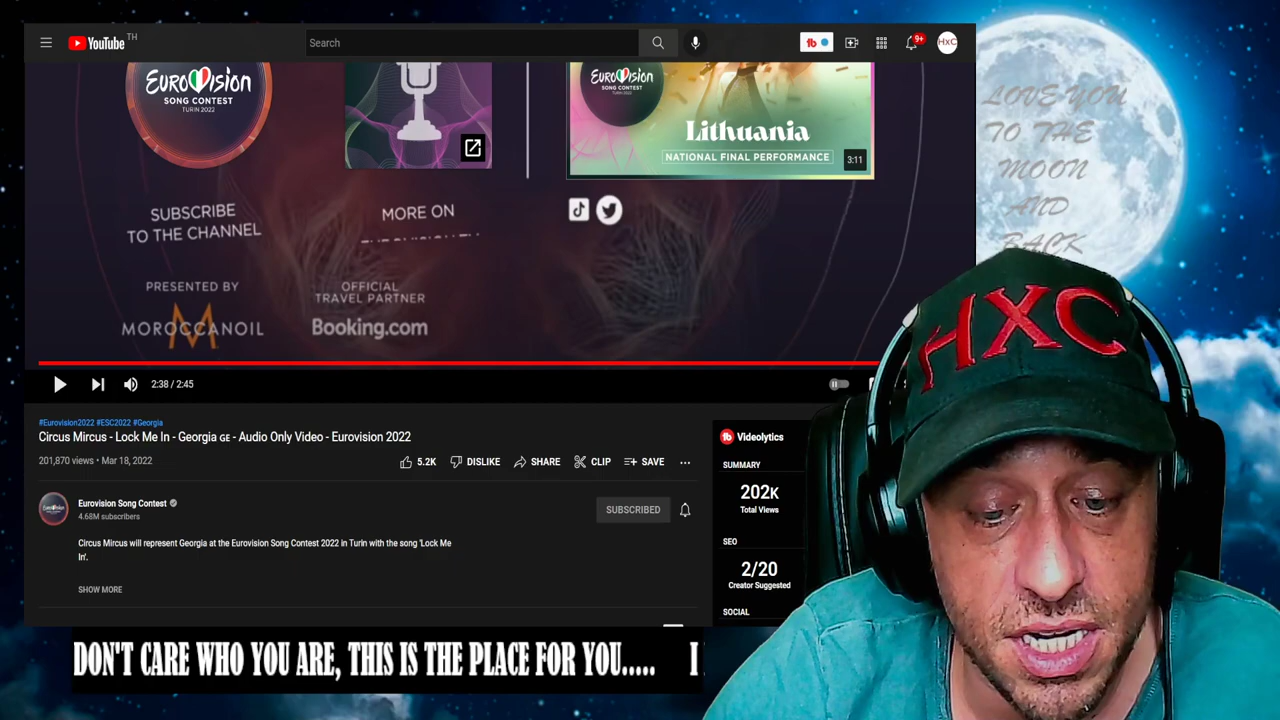 YouTube TH
Search
fb
9+
HXC
EUROVISION
SONG CONTEST
TURIN 2022
EUROVISION
SONG CONTEST
TURIN 2022
Lithuania
NATIONAL FINAL PERFORMANCE
3:11
SUBSCRIBE
TO THE CHANNEL
MORE ON
PRESENTED BY
MOROCCANOIL
OFFICIAL
TRAVEL PARTNER
Booking.com
LOVE YOU
TO THE
MOON
AND
BACK
HXC
2:38 / 2:45
#Eurovision2022 #ESC2022 #Georgia
Circus Mircus - Lock Me In - Georgia GE - Audio Only Video - Eurovision 2022
201,870 views • Mar 18, 2022
5.2K DISLIKE SHARE CLIP SAVE
Eurovision Song Contest
4.68M subscribers
SUBSCRIBED
Circus Mircus will represent Georgia at the Eurovision Song Contest 2022 in Turin with the song 'Lock Me
In'.
SHOW MORE
Videolytics
SUMMARY
202K
Total Views
SEO
2/20
Creator Suggested
SOCIAL
DON'T CARE WHO YOU ARE, THIS IS THE PLACE FOR YOU..... I